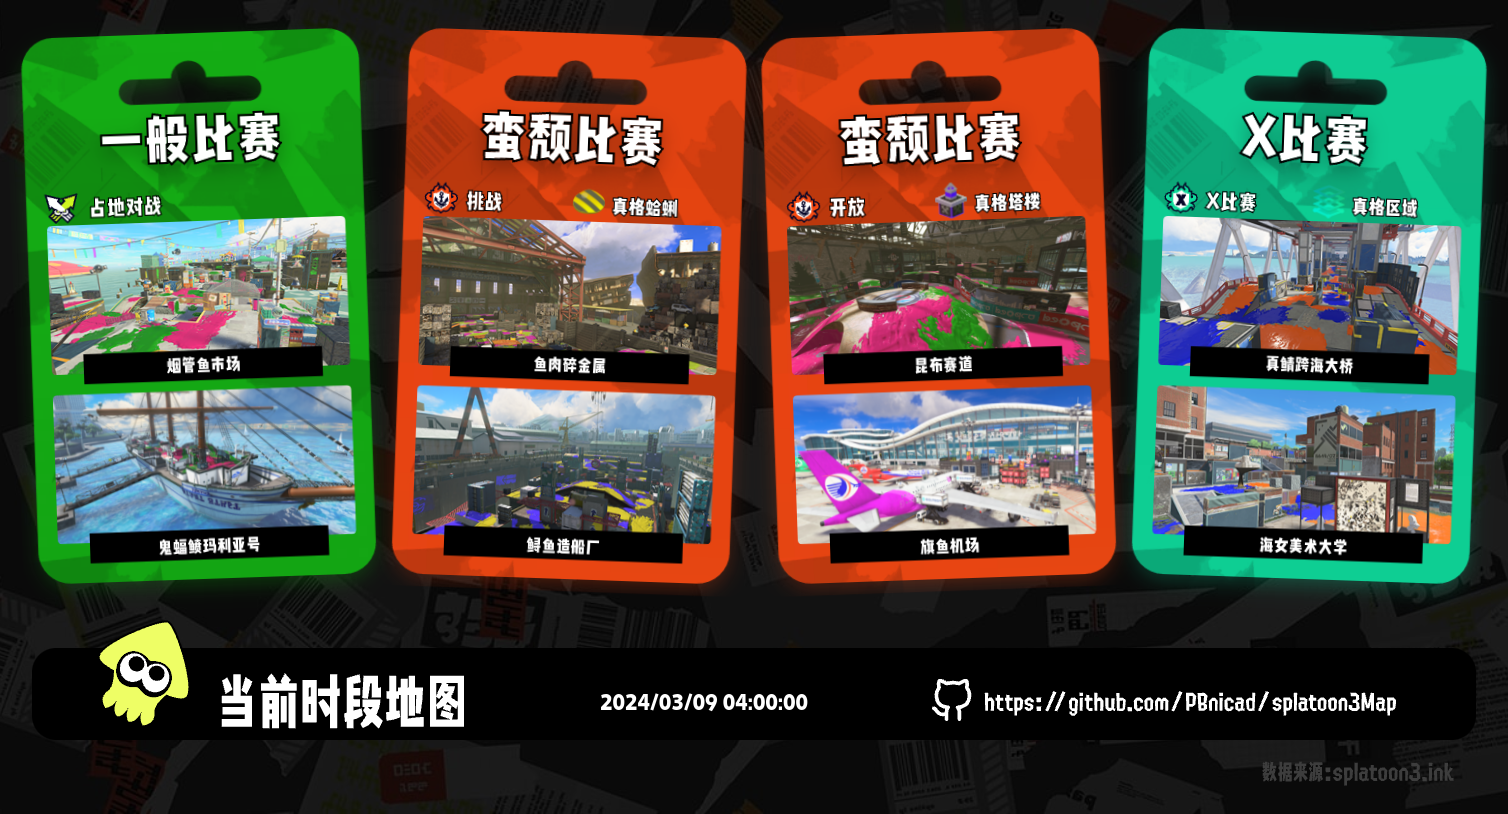 一般比赛
占地对战
烟管鱼市场
鬼蝠鲼玛利亚号
蛮颓比赛
挑战
真格蛤蜊
鱼肉碎金属
鲟鱼造船厂
蛮颓比赛
开放
真格塔楼
昆布赛道
旗鱼机场
X比赛
X比赛
真格区域
真鲭跨海大桥
海女美术大学
当前时段地图
2024/03/09 04:00:00
https://github.com/PBnicad/splatoon3Map
数据来源:splatoon3.ink